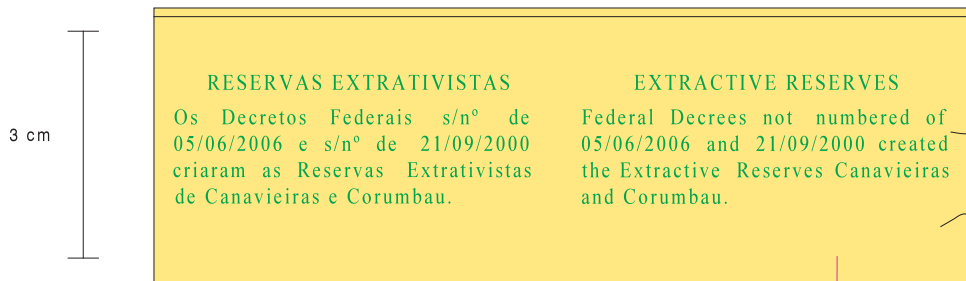 3 cm
RESERVAS EXTRATIVISTAS
Os Decretos Federais s/nº de
05/06/2006 e s/nº de 21/09/2000
criaram as Reservas Extrativistas
de Canavieiras e Corumbau.
EXTRACTIVE RESERVES
Federal Decrees not numbered of
05/06/2006 and 21/09/2000 created
the Extractive Reserves Canavieiras
and Corumbau.